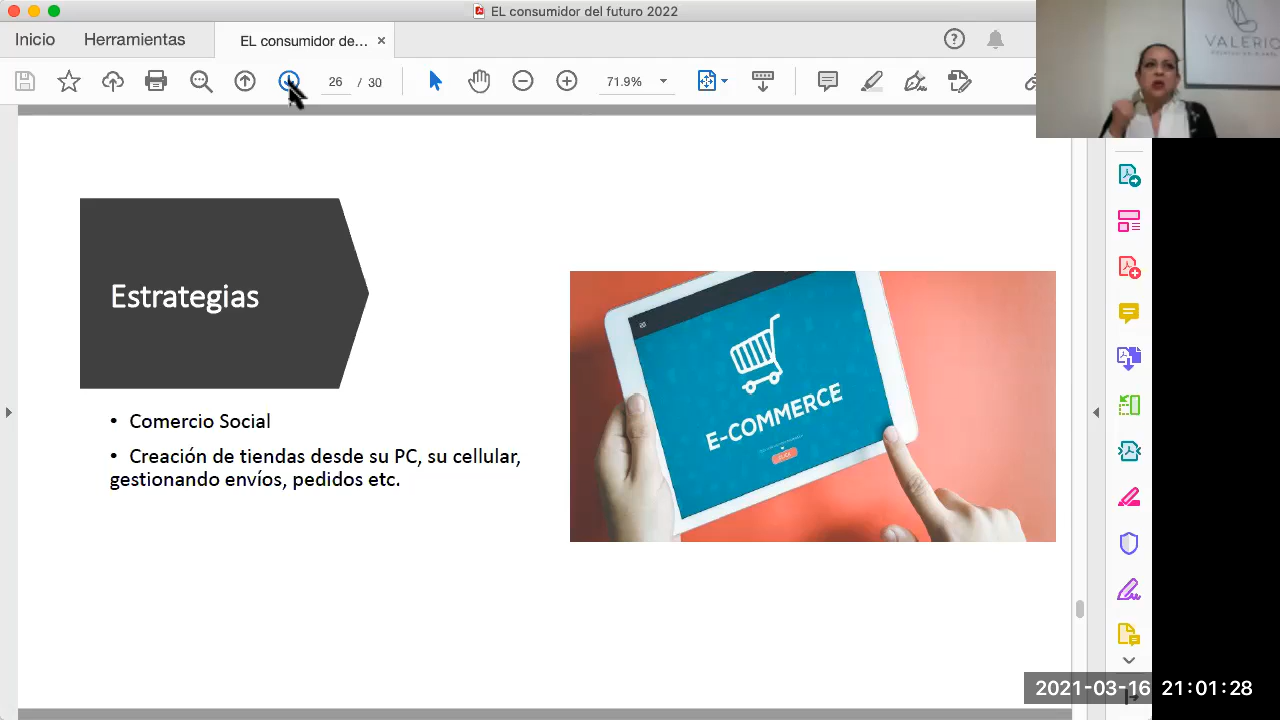 EL consumidor del futuro 2022
Inicio
Herramientas
EL consumidor de...
26 / 30
71.9%
VALERIO
Estrategias
• Comercio Social
• Creación de tiendas desde su PC, su cellular,
gestionando envíos, pedidos etc.
E-COMMERCE
2021-03-16 21:01:28